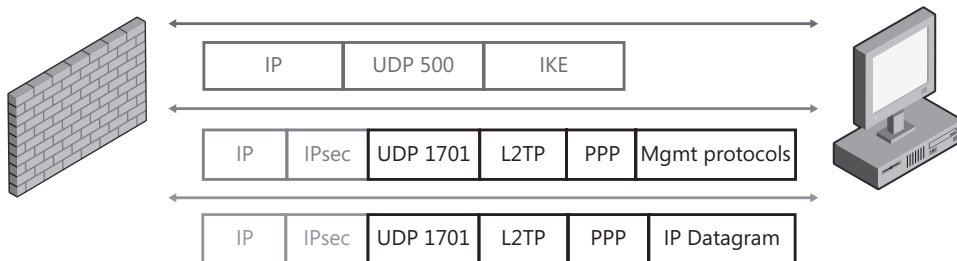 IP UDP 500 IKE
IP IPsec UDP 1701 L2TP PPP Mgmt protocols
IP IPsec UDP 1701 L2TP PPP IP Datagram